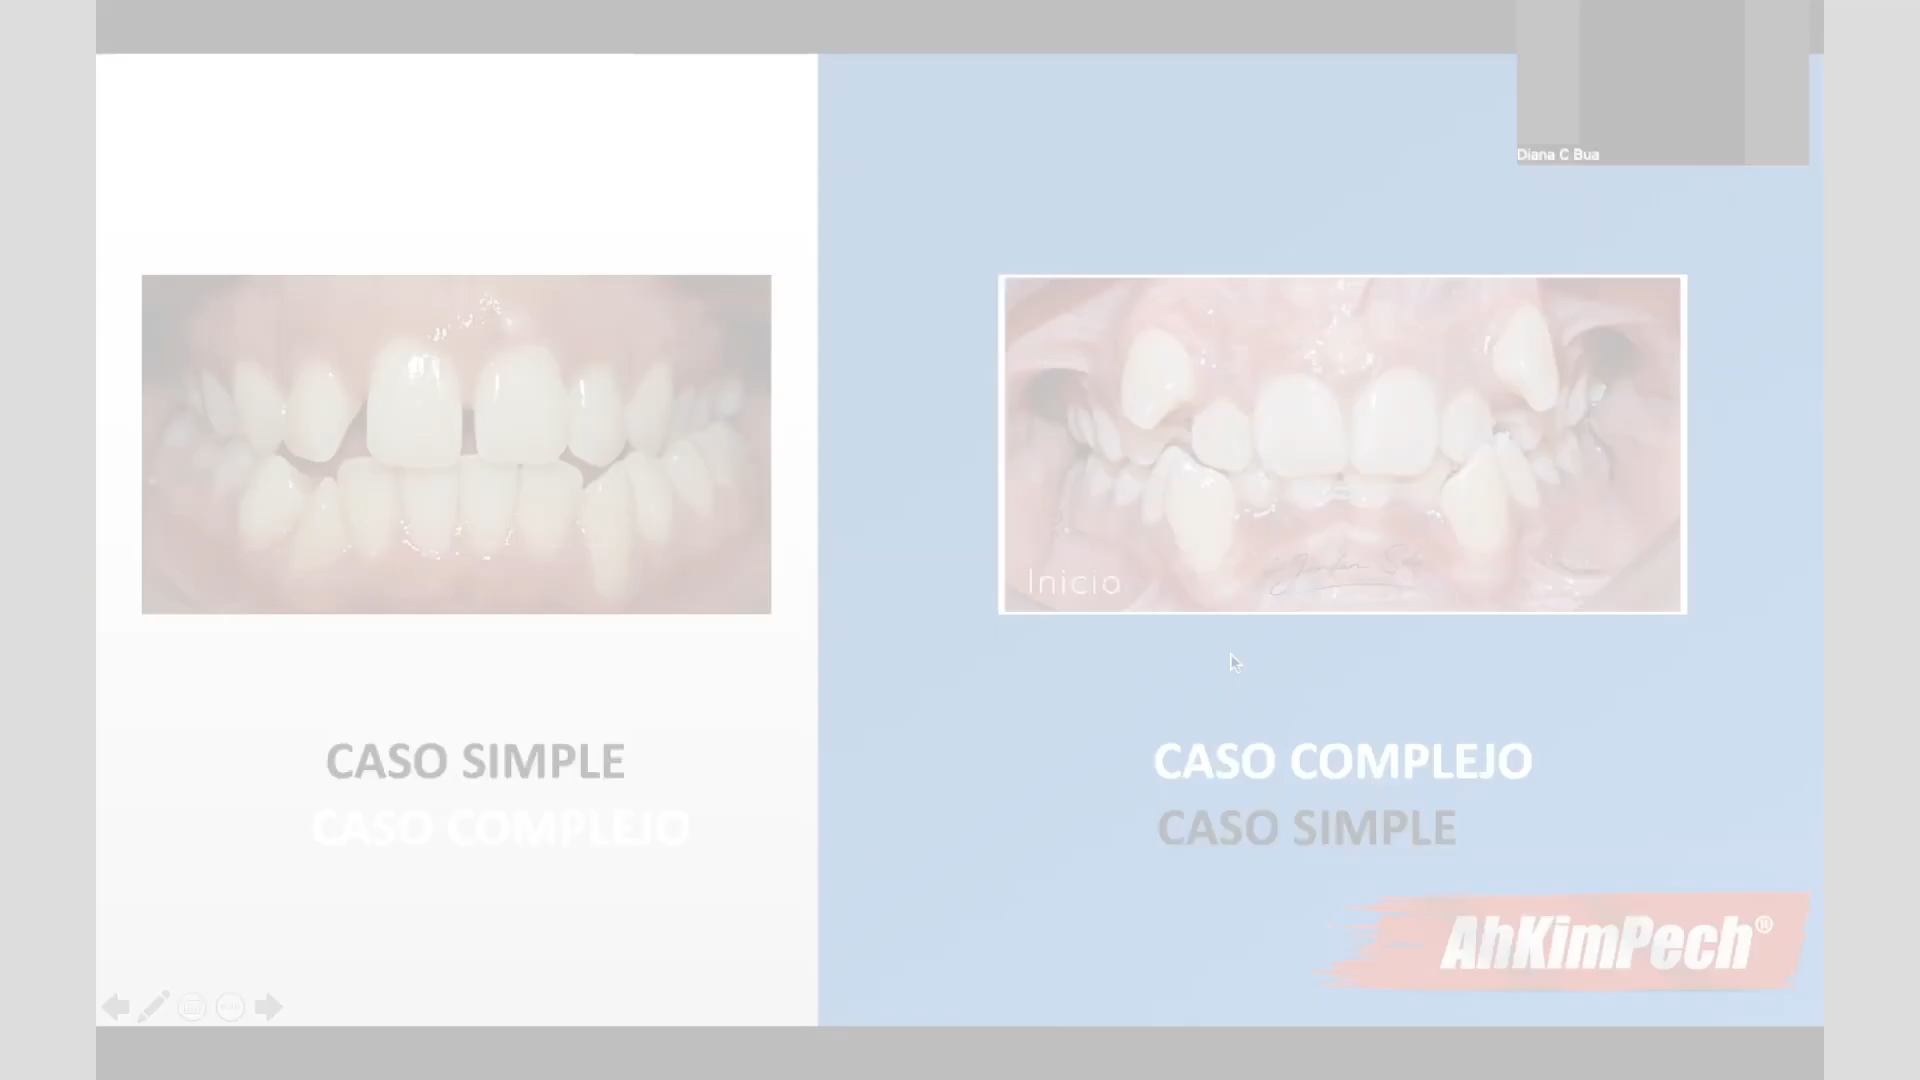 Diana C Bua
Inicio
CASO SIMPLE
CASO COMPLEJO
CASO COMPLEJO
CASO SIMPLE
AhKimPech®